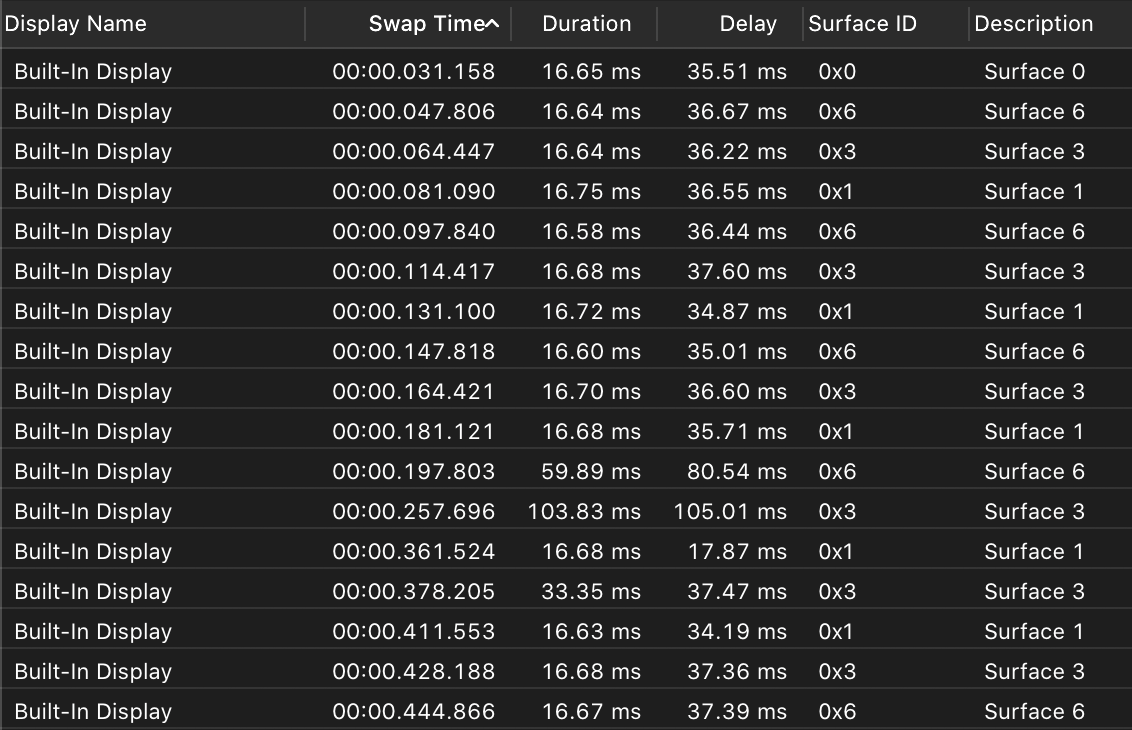 Display Name Swap Time Duration Delay Surface ID Description
Built-In Display 00:00.031.158 16.65 ms 35.51 ms 0x0 Surface 0
Built-In Display 00:00.047.806 16.64 ms 36.67 ms 0x6 Surface 6
Built-In Display 00:00.064.447 16.64 ms 36.22 ms 0x3 Surface 3
Built-In Display 00:00.081.090 16.75 ms 36.55 ms 0x1 Surface 1
Built-In Display 00:00.097.840 16.58 ms 36.44 ms 0x6 Surface 6
Built-In Display 00:00.114.417 16.68 ms 37.60 ms 0x3 Surface 3
Built-In Display 00:00.131.100 16.72 ms 34.87 ms 0x1 Surface 1
Built-In Display 00:00.147.818 16.60 ms 35.01 ms 0x6 Surface 6
Built-In Display 00:00.164.421 16.70 ms 36.60 ms 0x3 Surface 3
Built-In Display 00:00.181.121 16.68 ms 35.71 ms 0x1 Surface 1
Built-In Display 00:00.197.803 59.89 ms 80.54 ms 0x6 Surface 6
Built-In Display 00:00.257.696 103.83 ms 105.01 ms 0x3 Surface 3
Built-In Display 00:00.361.524 16.68 ms 17.87 ms 0x1 Surface 1
Built-In Display 00:00.378.205 33.35 ms 37.47 ms 0x3 Surface 3
Built-In Display 00:00.411.553 16.63 ms 34.19 ms 0x1 Surface 1
Built-In Display 00:00.428.188 16.68 ms 37.36 ms 0x3 Surface 3
Built-In Display 00:00.444.866 16.67 ms 37.39 ms 0x6 Surface 6